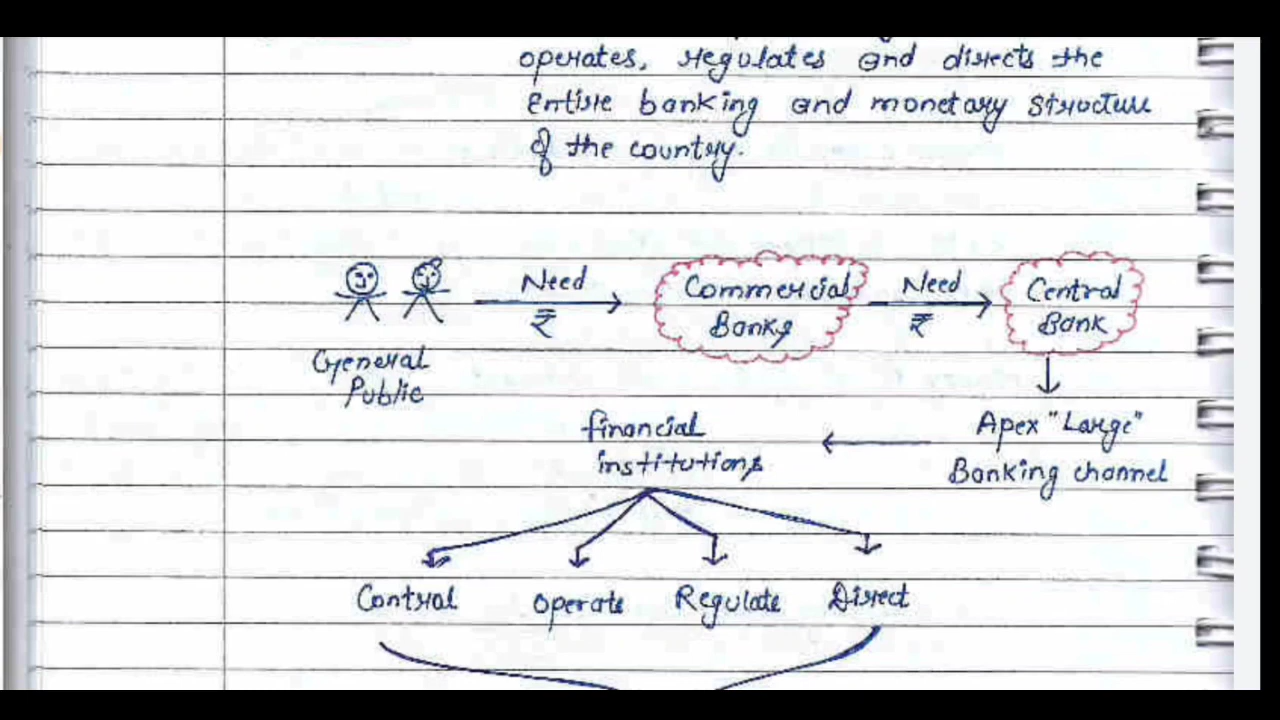 operates, regulates and directs the
Entire banking and monetary structure
of the country.
Need
₹
Commercial
Banks
Need
₹
Central
Bank
General
Public
financial
institutions
Apex "Large"
Banking channel
Control
operate
Regulate
Direct